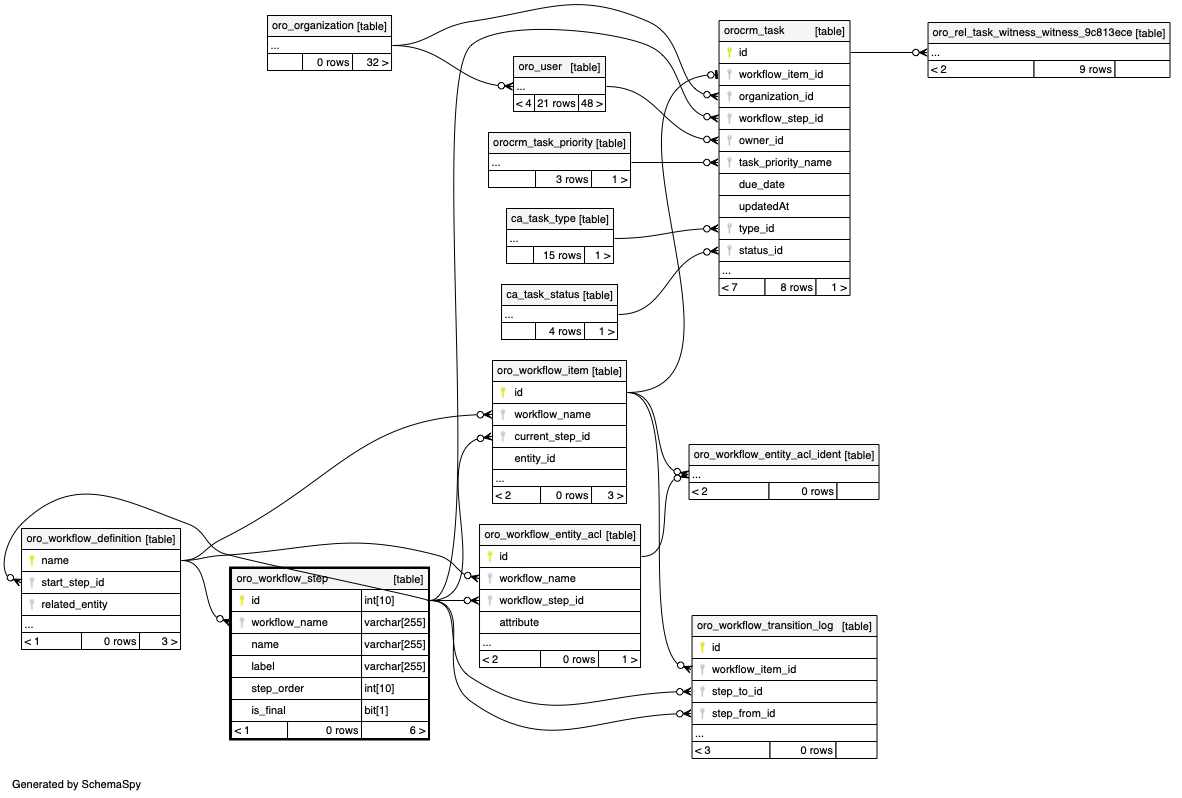 oro_organization [table]
...
0 rows 32 >
oro_user [table]
...
< 4 21 rows 48 >
orocrm_task_priority [table]
...
3 rows 1 >
ca_task_type [table]
...
15 rows 1 >
ca_task_status [table]
...
4 rows 1 >
orocrm_task [table]
id
workflow_item_id
organization_id
workflow_step_id
owner_id
task_priority_name
due_date
updatedAt
type_id
status_id
...
< 7 8 rows 1 >
oro_rel_task_witness_witness_9c813ece [table]
...
< 2 9 rows
oro_workflow_item [table]
id
workflow_name
current_step_id
entity_id
...
< 2 0 rows 3 >
oro_workflow_entity_acl_ident [table]
...
< 2 0 rows
oro_workflow_definition [table]
name
start_step_id
related_entity
...
< 1 0 rows 3 >
oro_workflow_step [table]
id int[10]
workflow_name varchar[255]
name varchar[255]
label varchar[255]
step_order int[10]
is_final bit[1]
< 1 0 rows 6 >
oro_workflow_entity_acl [table]
id
workflow_name
workflow_step_id
attribute
...
< 2 0 rows 1 >
oro_workflow_transition_log [table]
id
workflow_item_id
step_to_id
step_from_id
...
< 3 0 rows
Generated by SchemaSpy